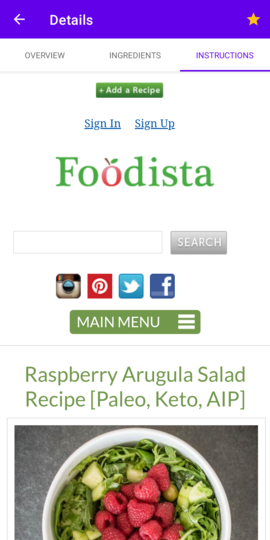 Details
OVERVIEW INGREDIENTS INSTRUCTIONS
+ Add a Recipe
Sign In Sign Up
Foodista
SEARCH
MAIN MENU
Raspberry Arugula Salad
Recipe [Paleo, Keto, AIP]